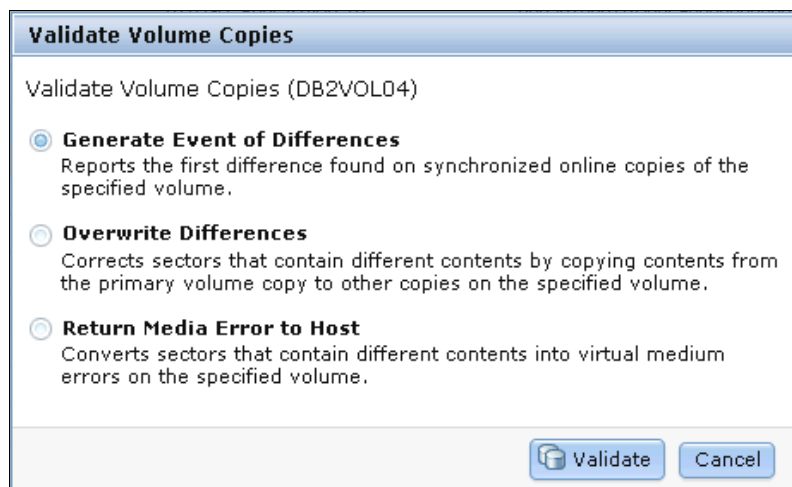 Validate Volume Copies
Validate Volume Copies (DB2VOL04)
Generate Event of Differences
Reports the first difference found on synchronized online copies of the
specified volume.
Overwrite Differences
Corrects sectors that contain different contents by copying contents from
the primary volume copy to other copies on the specified volume.
Return Media Error to Host
Converts sectors that contain different contents into virtual medium
errors on the specified volume.
Validate
Cancel